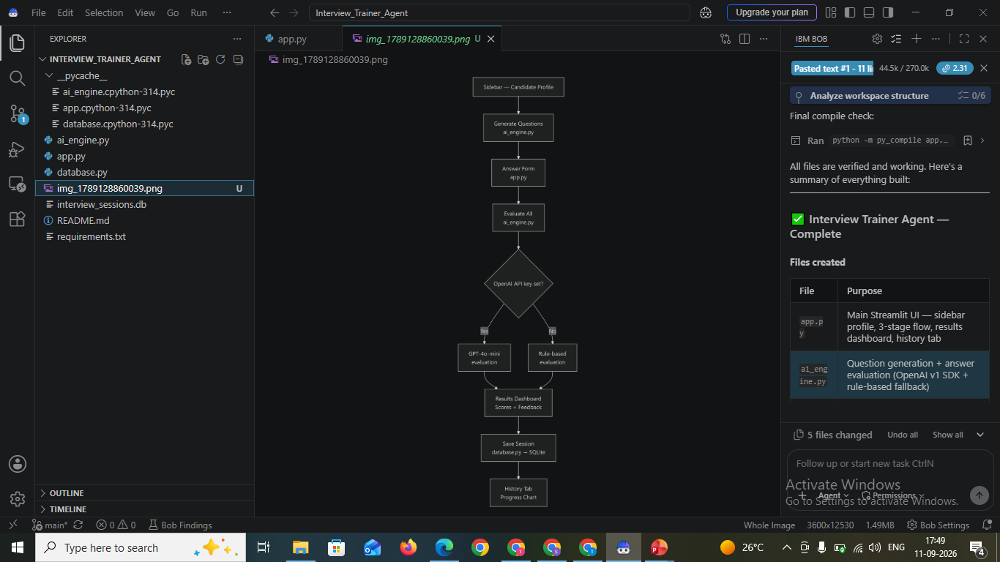 File Edit Selection View Go Run ···
Interview_Trainer_Agent
Upgrade your plan
EXPLORER
INTERVIEW_TRAINER_AGENT
__pycache__
ai_engine.cpython-314.pyc
app.cpython-314.pyc
database.cpython-314.pyc
ai_engine.py
app.py
database.py
img_1789128860039.png U
interview_sessions.db
README.md
requirements.txt
OUTLINE
TIMELINE
1
app.py
img_1789128860039.png U
img_1789128860039.png
Sidebar — Candidate Profile
Generate Questions
ai_engine.py
Answer Form
app.py
Evaluate All
ai_engine.py
OpenAI API key set?
Yes
No
GPT-4o-mini
evaluation
Rule-based
evaluation
Results Dashboard
Scores + Feedback
Save Session
database.py → SQLite
History Tab
Progress Chart
IBM BOB
Pasted text #1 - 11 li
44.5k / 270.0k
2.31
Analyze workspace structure
0/6
Final compile check:
Ran python -m py_compile app...
All files are verified and working. Here's a
summary of everything built:
✅ Interview Trainer Agent —
Complete
Files created
File
Purpose
app.p
y
Main Streamlit UI — sidebar
profile, 3-stage flow, results
dashboard, history tab
ai_eng
ine.py
Question generation + answer
evaluation (OpenAI v1 SDK +
rule-based fallback)
5 files changed Undo all Show all
Follow up or start new task CtrlN
Agent
Permissions
Activate Windows
Go to Settings to activate Windows.
main*
0 0
Bob Findings
Whole Image 3600x12530 1.49MB Bob Settings
Type here to search
26°C
ENG
17:49
11-09-2026
4